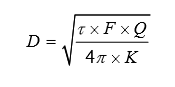 D = √((τ × F × Q) / (4π × K))